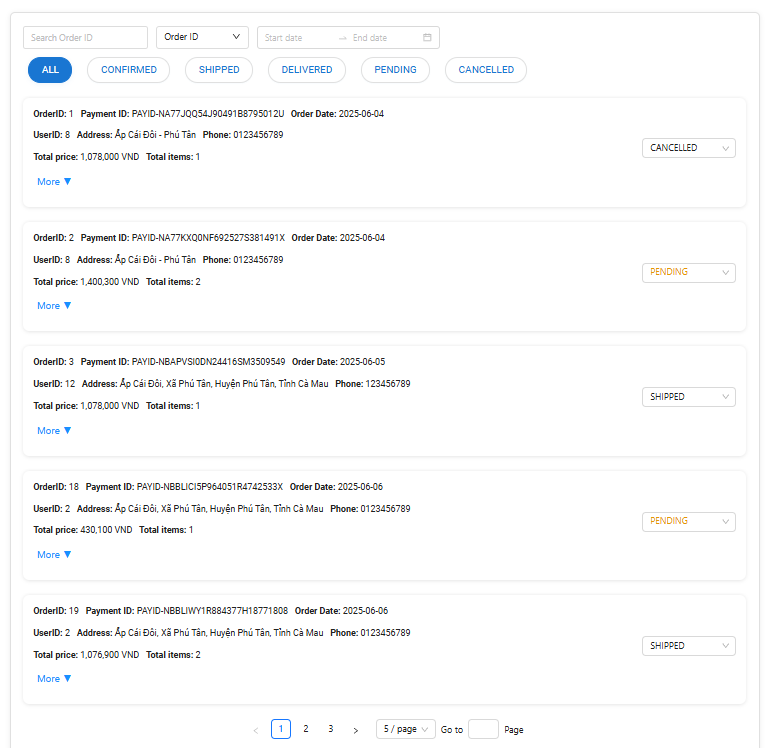 Search Order ID Order ID Start date → End date
ALL CONFIRMED SHIPPED DELIVERED PENDING CANCELLED
OrderID: 1 Payment ID: PAYID-NA77JQQ54J90491B8795012U Order Date: 2025-06-04
UserID: 8 Address: Ấp Cái Đôi - Phú Tân Phone: 0123456789
CANCELLED
Total price: 1,078,000 VND Total items: 1
More ▼
OrderID: 2 Payment ID: PAYID-NA77KXQ0NF692527S381491X Order Date: 2025-06-04
UserID: 8 Address: Ấp Cái Đôi - Phú Tân Phone: 0123456789
PENDING
Total price: 1,400,300 VND Total items: 2
More ▼
OrderID: 3 Payment ID: PAYID-NBAPVSI0DN24416SM3509549 Order Date: 2025-06-05
UserID: 12 Address: Ấp Cái Đôi, Xã Phú Tân, Huyện Phú Tân, Tỉnh Cà Mau Phone: 123456789
SHIPPED
Total price: 1,078,000 VND Total items: 1
More ▼
OrderID: 18 Payment ID: PAYID-NBBLICI5P964051R4742533X Order Date: 2025-06-06
UserID: 2 Address: Ấp Cái Đôi, Xã Phú Tân, Huyện Phú Tân, Tỉnh Cà Mau Phone: 0123456789
PENDING
Total price: 430,100 VND Total items: 1
More ▼
OrderID: 19 Payment ID: PAYID-NBBLIWY1R884377H18771808 Order Date: 2025-06-06
UserID: 2 Address: Ấp Cái Đôi, Xã Phú Tân, Huyện Phú Tân, Tỉnh Cà Mau Phone: 0123456789
SHIPPED
Total price: 1,076,900 VND Total items: 2
More ▼
< 1 2 3 > 5 / page Go to Page